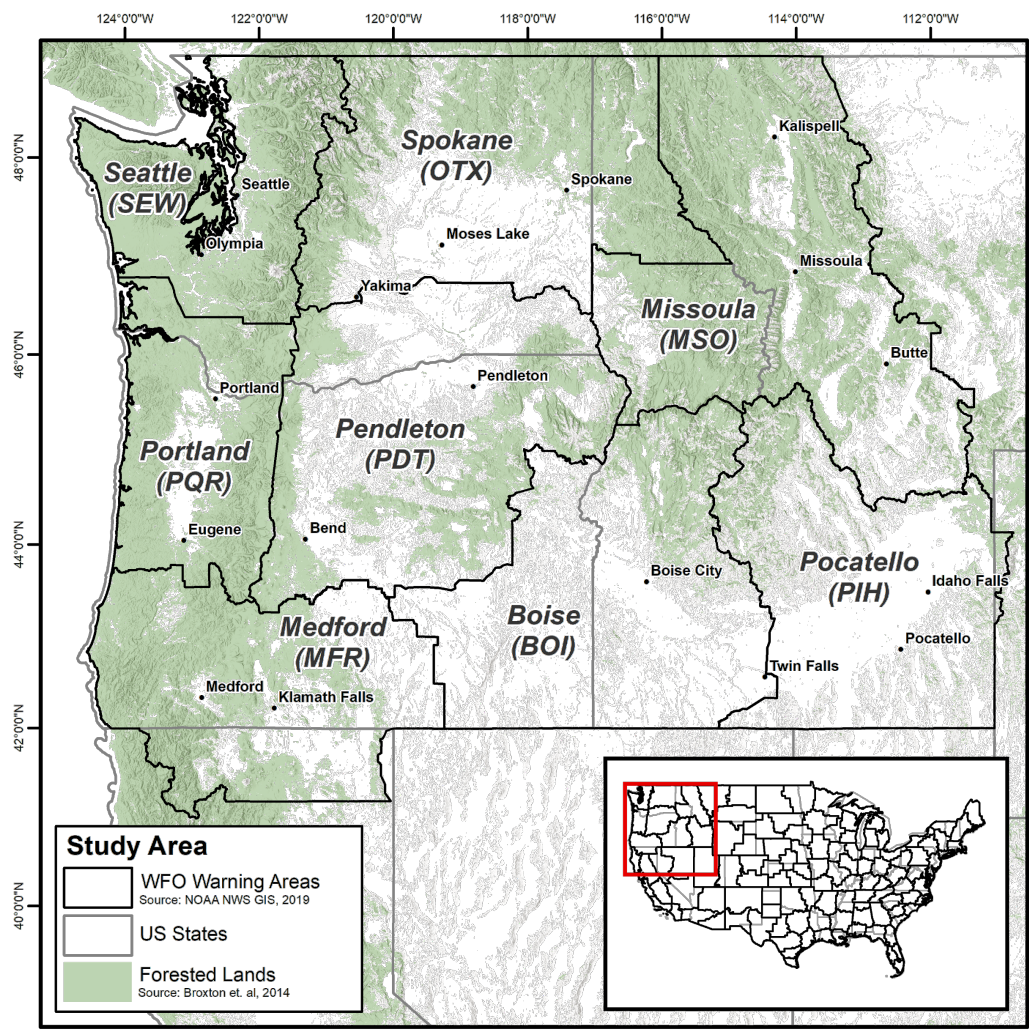 124°0'0"W
122°0'0"W
120°0'0"W
118°0'0"W
116°0'0"W
114°0'0"W
112°0'0"W
48°0'0"N
46°0'0"N
44°0'0"N
42°0'0"N
40°0'0"N
Kalispell
Spokane
(OTX)
Seattle
(SEW)
Seattle
Spokane
Moses Lake
Olympia
Missoula
Yakima
Missoula
(MSO)
Butte
Pendleton
Portland
Pendleton
(PDT)
Portland
(PQR)
Eugene
Bend
Boise City
Pocatello
(PIH)
Idaho Falls
Boise
(BOI)
Medford
(MFR)
Pocatello
Twin Falls
Medford
Klamath Falls
Study Area
WFO Warning Areas
Source: NOAA NWS GIS, 2019
US States
Forested Lands
Source: Broxton et. al, 2014